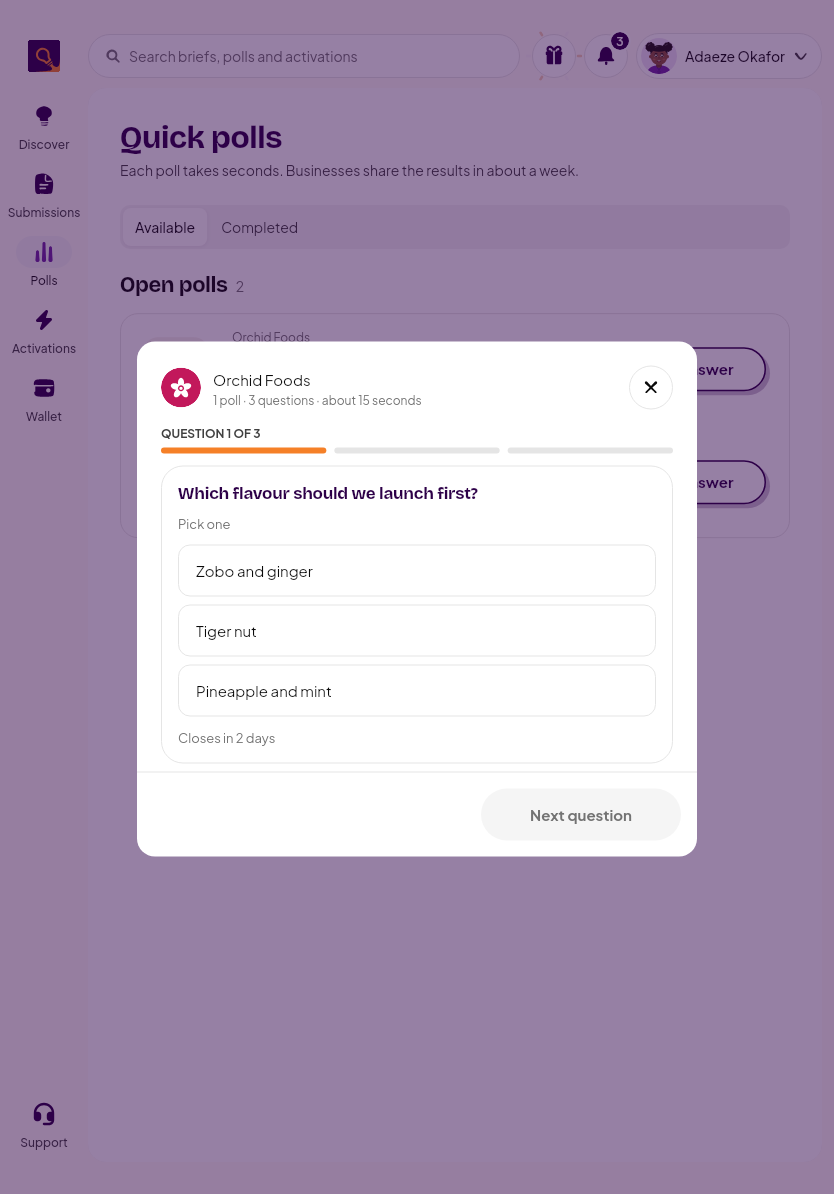 Search briefs, polls and activations
3
Adaeze Okafor
Discover
Submissions
Polls
Activations
Wallet
Support
Quick polls
Each poll takes seconds. Businesses share the results in about a week.
Available
Completed
Open polls 2
Orchid Foods
Orchid Foods
1 poll · 3 questions · about 15 seconds
QUESTION 1 OF 3
Which flavour should we launch first?
Pick one
Zobo and ginger
Tiger nut
Pineapple and mint
Closes in 2 days
Next question